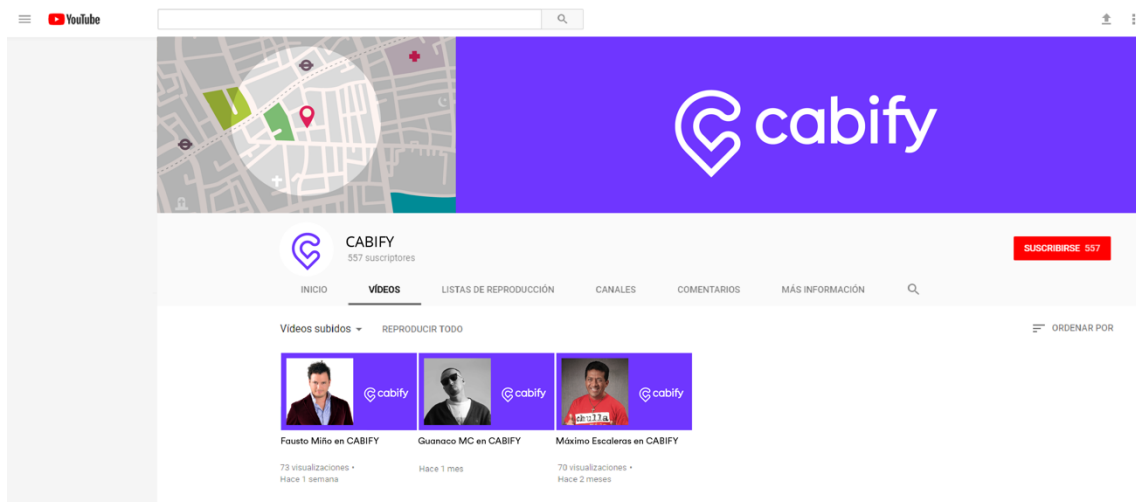 YouTube
cabify
CABIFY
557 suscriptores
SUSCRIBIRSE 557
INICIO VÍDEOS LISTAS DE REPRODUCCIÓN CANALES COMENTARIOS MÁS INFORMACIÓN
Vídeos subidos REPRODUCIR TODO ORDENAR POR
cabify cabify chulla cabify
Fausto Miño en CABIFY Guanaco MC en CABIFY Máximo Escaleras en CABIFY
73 visualizaciones • Hace 1 mes 70 visualizaciones •
Hace 1 semana Hace 2 meses